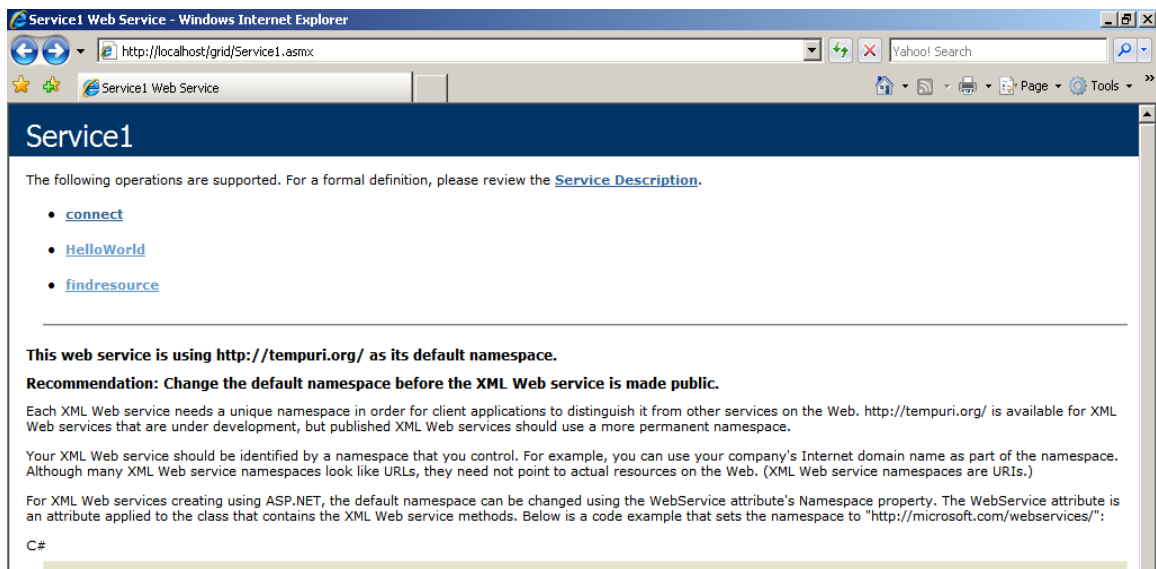 Service1 Web Service - Windows Internet Explorer
http://localhost/grid/Service1.asmx
Yahoo! Search
Service1 Web Service
Page
Tools
Service1
The following operations are supported. For a formal definition, please review the Service Description.
connect
HelloWorld
findresource
This web service is using http://tempuri.org/ as its default namespace.
Recommendation: Change the default namespace before the XML Web service is made public.
Each XML Web service needs a unique namespace in order for client applications to distinguish it from other services on the Web. http://tempuri.org/ is available for XML
Web services that are under development, but published XML Web services should use a more permanent namespace.
Your XML Web service should be identified by a namespace that you control. For example, you can use your company's Internet domain name as part of the namespace.
Although many XML Web service namespaces look like URLs, they need not point to actual resources on the Web. (XML Web service namespaces are URIs.)
For XML Web services creating using ASP.NET, the default namespace can be changed using the WebService attribute's Namespace property. The WebService attribute is
an attribute applied to the class that contains the XML Web service methods. Below is a code example that sets the namespace to "http://microsoft.com/webservices/":
C#